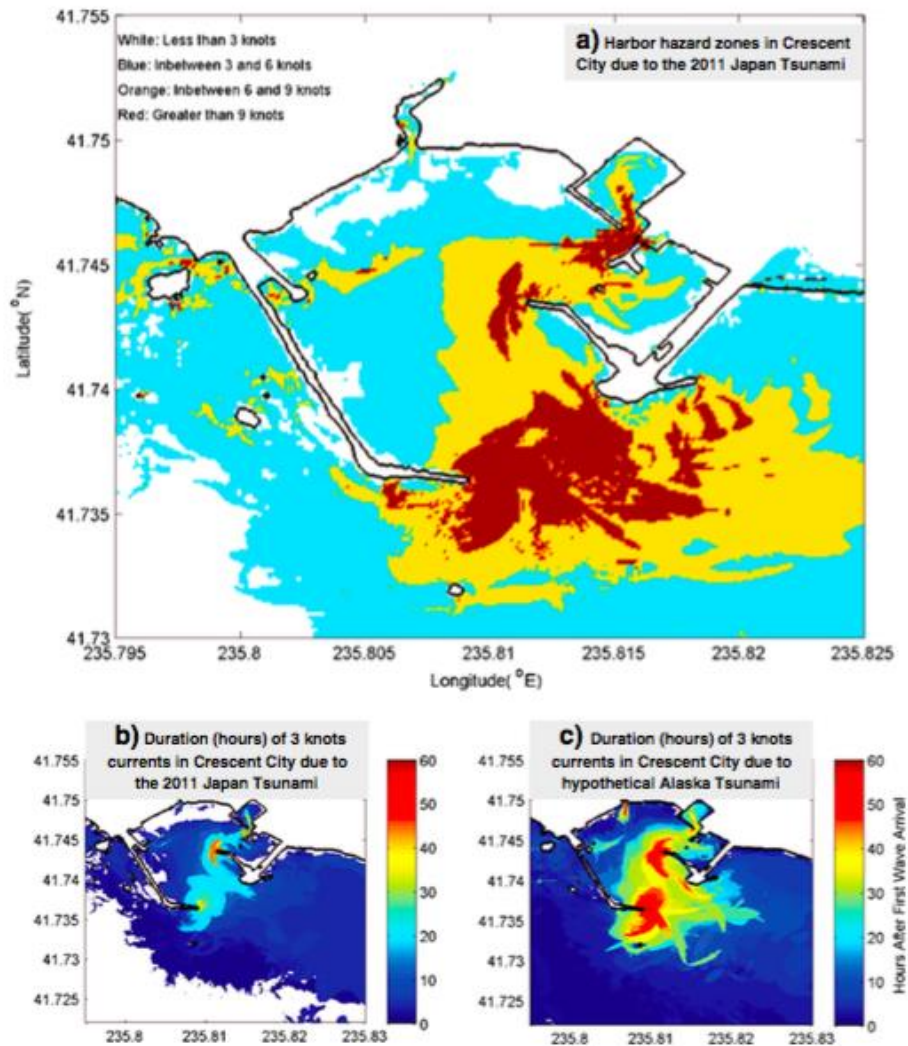 41.755
White: Less than 3 knots
Blue: Inbetween 3 and 6 knots
Orange: Inbetween 6 and 9 knots
Red: Greater than 9 knots
a) Harbor hazard zones in Crescent
City due to the 2011 Japan Tsunami
41.75
41.745
41.74
41.735
41.73
Latitude( °N)
235.795 235.8 235.805 235.81 235.815 235.82 235.825
Longitude( °E)
b) Duration (hours) of 3 knots
currents in Crescent City due to
the 2011 Japan Tsunami
41.755
41.75
41.745
41.74
41.735
41.73
41.725
235.8 235.81 235.82 235.83
60
50
40
30
20
10
0
c) Duration (hours) of 3 knots
currents in Crescent City due to
hypothetical Alaska Tsunami
41.755
41.75
41.745
41.74
41.735
41.73
41.725
235.8 235.81 235.82 235.83
60
50
40
30
20
10
0
Hours After First Wave Arrival